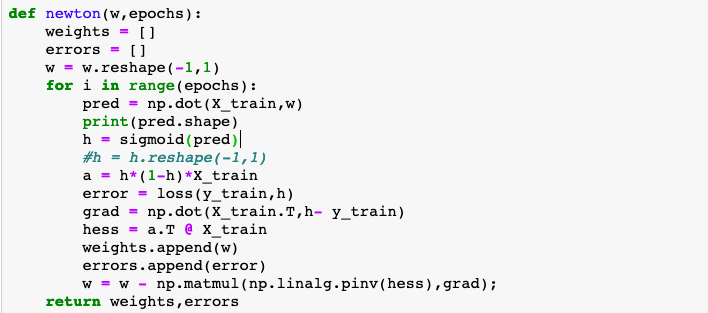 def newton(w,epochs):
    weights = []
    errors = []
    w = w.reshape(-1,1)
    for i in range(epochs):
        pred = np.dot(X_train,w)
        print(pred.shape)
        h = sigmoid(pred)
        #h = h.reshape(-1,1)
        a = h*(1-h)*X_train
        error = loss(y_train,h)
        grad = np.dot(X_train.T,h- y_train)
        hess = a.T @ X_train
        weights.append(w)
        errors.append(error)
        w = w - np.matmul(np.linalg.pinv(hess),grad);
    return weights,errors